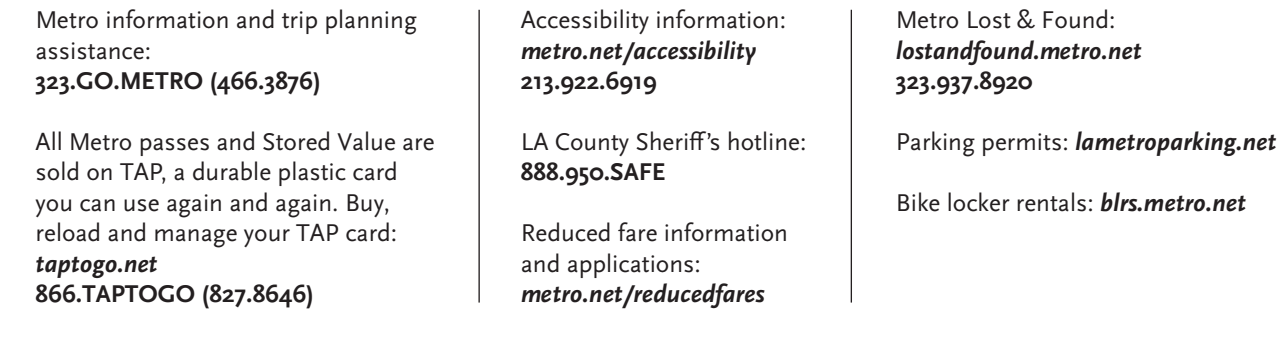 Metro information and trip planning
assistance:
323.GO.METRO (466.3876)
All Metro passes and Stored Value are
sold on TAP, a durable plastic card
you can use again and again. Buy,
reload and manage your TAP card:
taptogo.net
866.TAPTOGO (827.8646)
Accessibility information:
metro.net/accessibility
213.922.6919
LA County Sheriff's hotline:
888.950.SAFE
Reduced fare information
and applications:
metro.net/reducedfares
Metro Lost & Found:
lostandfound.metro.net
323.937.8920
Parking permits: lametroparking.net
Bike locker rentals: blrs.metro.net